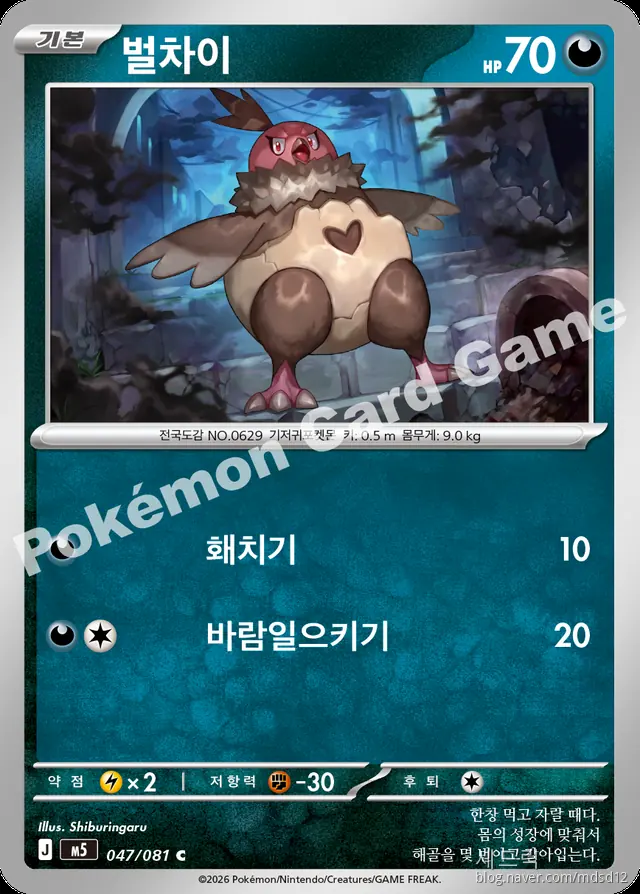 기본 벌차이 HP 70
전국도감 NO.0629 기저귀포켓몬 키: 0.5 m 몸무게: 9.0 kg
Pokémon Card Game
홰치기 10
바람일으키기 20
약점 ×2 저항력 -30 후퇴
Illus. Shiburingaru
J m5 047/081 C
한창 먹고 자랄 때다.
몸의 성장에 맞춰서
해골을 몇 번이고 갈아입는다.
©2026 Pokémon/Nintendo/Creatures/GAME FREAK.
blog.naver.com/mdsd12